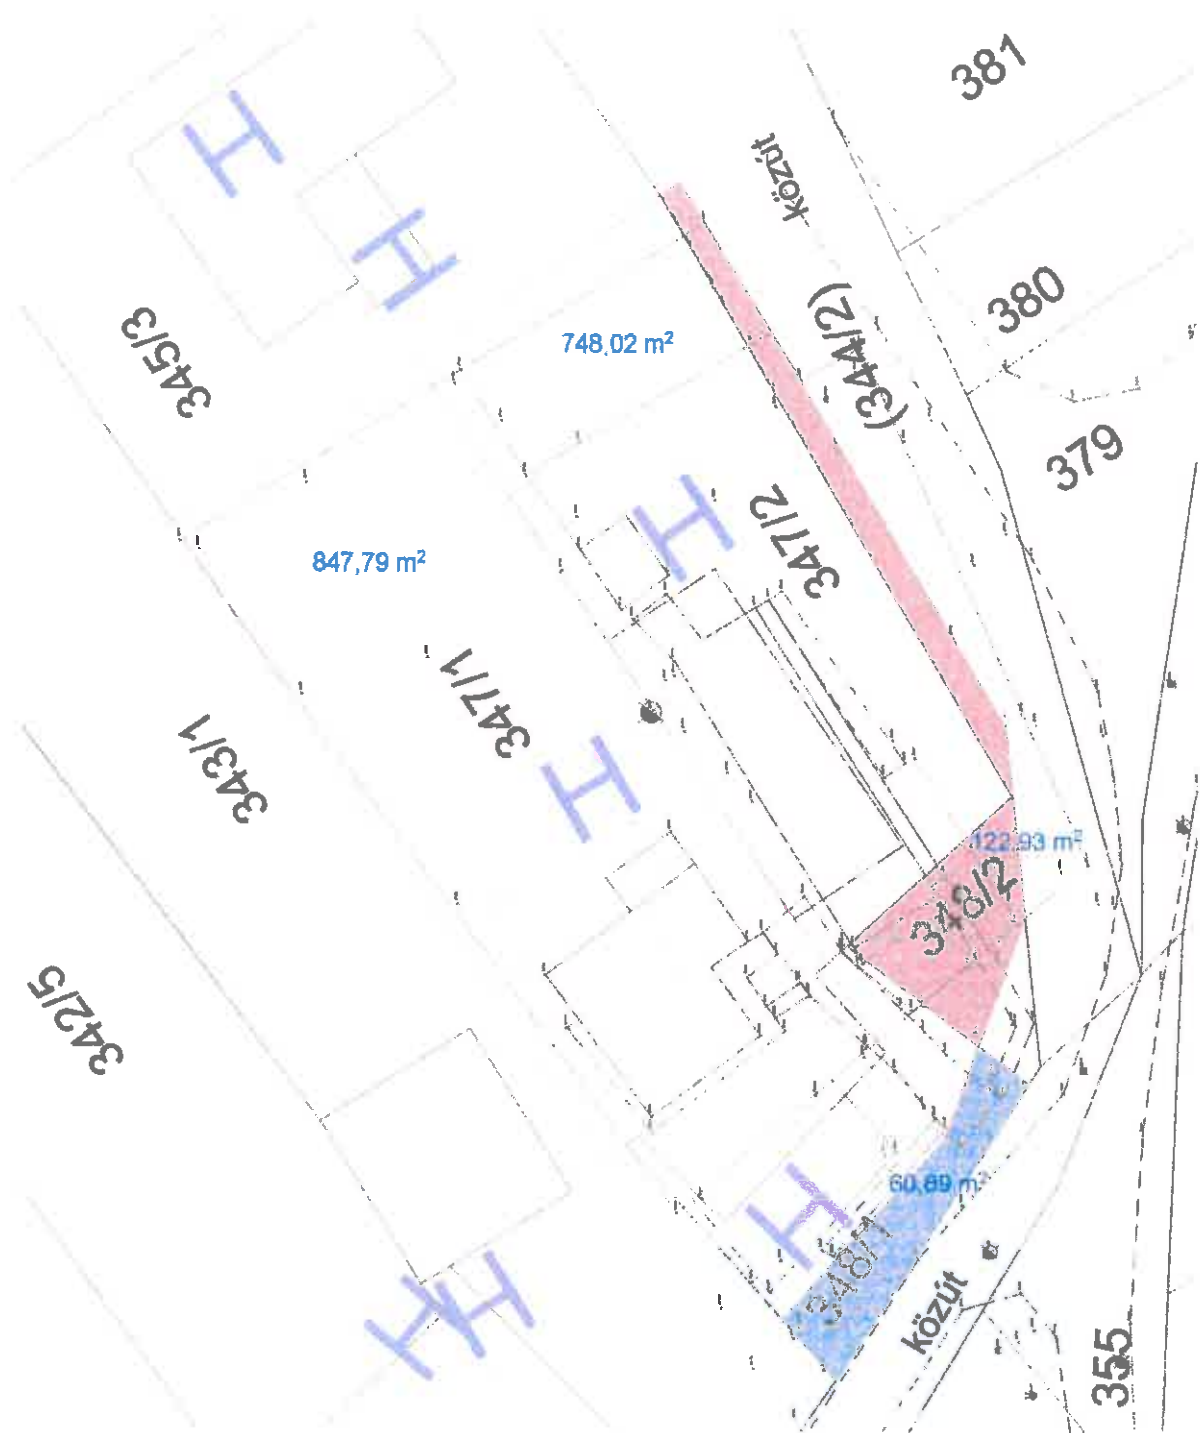 381
közút
380
(344/2)
345/3
748,02 m²
379
347/2
847,79 m²
347/1
343/1
122,93 m²
348/2
342/5
60,89 m²
348/1
közút
355
H
H
H
H
H
H
H